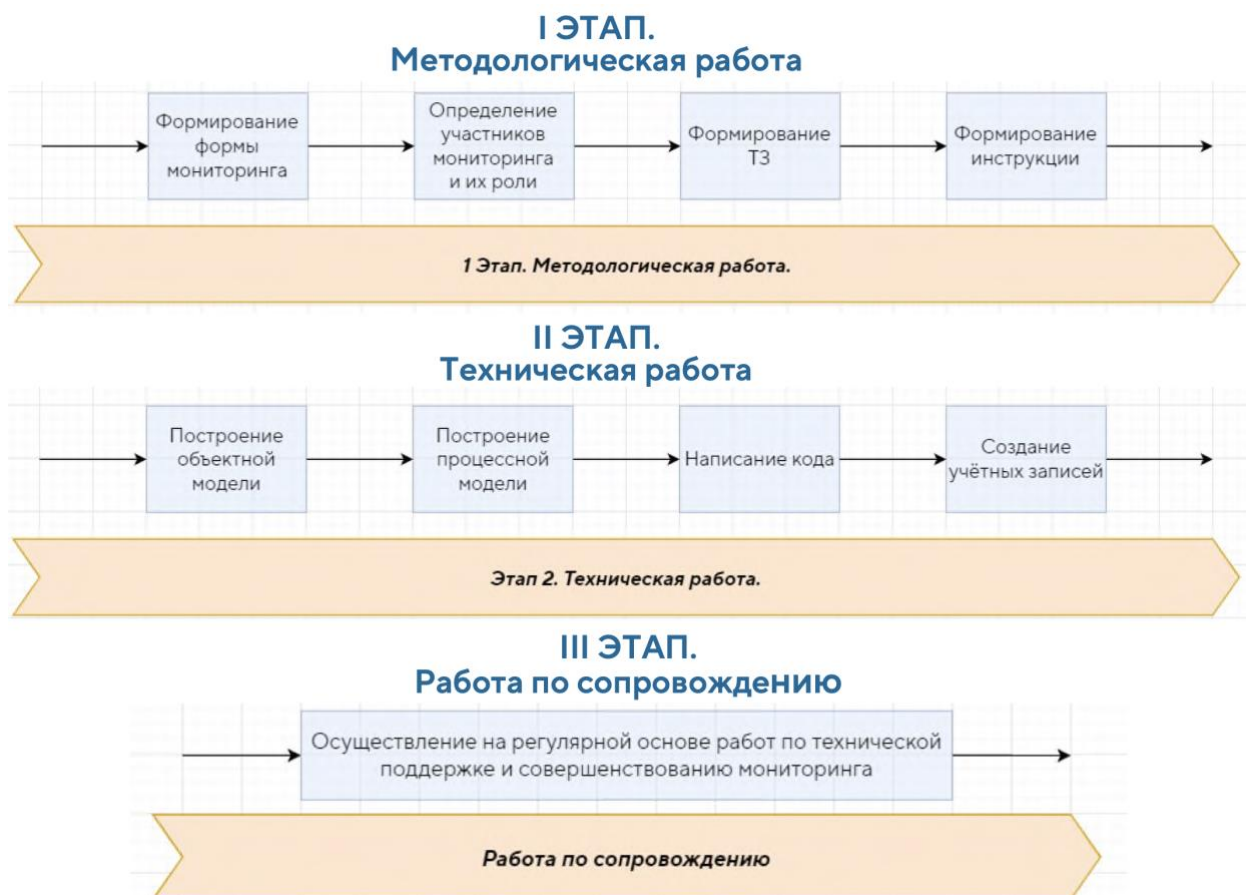 I ЭТАП.
Методологическая работа
Формирование
формы
мониторинга
Определение
участников
мониторинга
и их роли
Формирование
ТЗ
Формирование
инструкции
1 Этап. Методологическая работа.
II ЭТАП.
Техническая работа
Построение
объектной
модели
Построение
процессной
модели
Написание кода
Создание
учётных записей
Этап 2. Техническая работа.
III ЭТАП.
Работа по сопровождению
Осуществление на регулярной основе работ по технической
поддержке и совершенствованию мониторинга
Работа по сопровождению